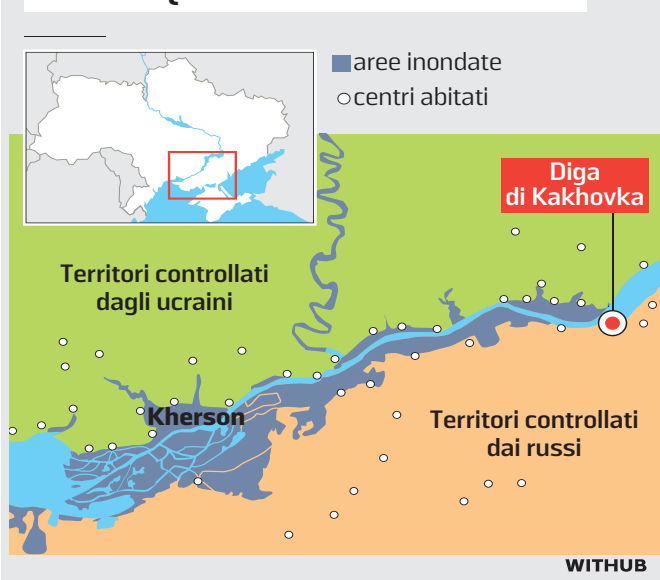 aree inondate
centri abitati
Diga
di Kakhovka
Territori controllati
dagli ucraini
Kherson
Territori controllati
dai russi
WITHUB